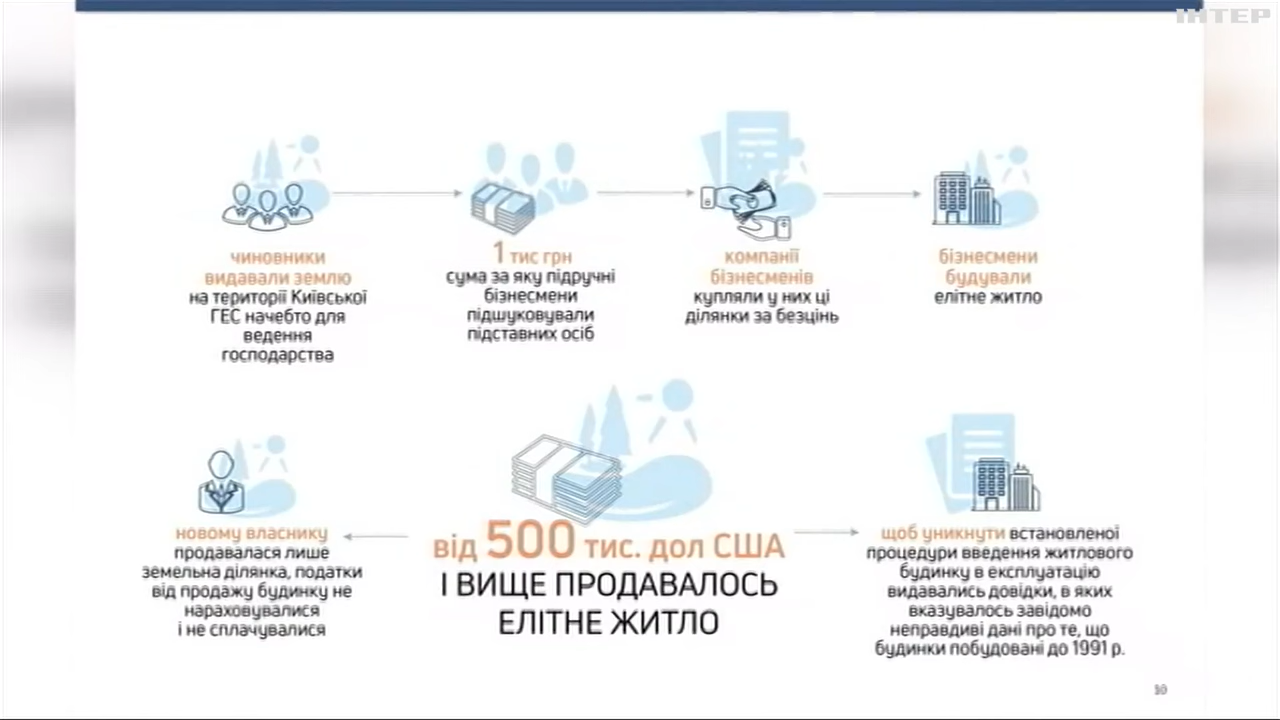 ІНТЕР
чиновники
видавали землю
на території Київської
ГЕС начебто для
ведення
господарства
1 тис грн
сума за яку підручні
бізнесмени
підшуковували
підставних осіб
компанії
бізнесменів
купляли у них ці
ділянки за безцінь
бізнесмени
будували
елітне житло
новому власнику
продавалася лише
земельна ділянка, податки
від продажу будинку не
нараховувалися
і не сплачувалися
від 500 тис. дол США
І ВИЩЕ ПРОДАВАЛОСЬ
ЕЛІТНЕ ЖИТЛО
щоб уникнути встановленої
процедури введення житлового
будинку в експлуатацію
видавались довідки, в яких
вказувалось завідомо
неправдиві дані про те, що
будинки побудовані до 1991 р.
10